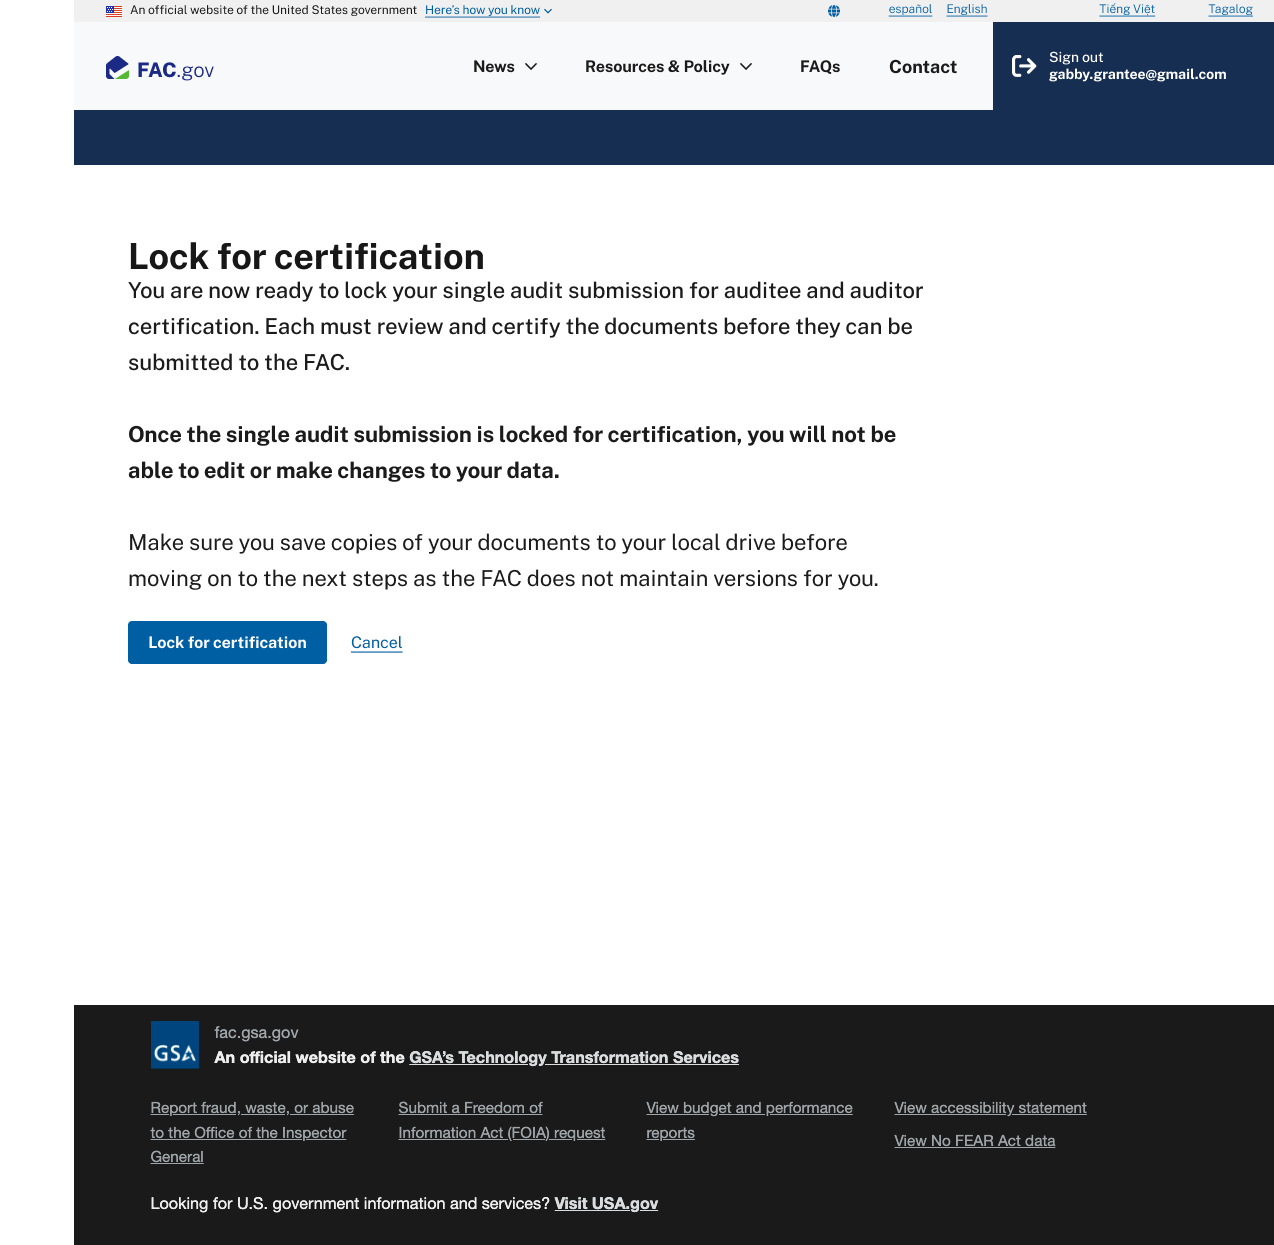 An official website of the United States government Here's how you know
español English Tiếng Việt Tagalog
FAC.gov
News Resources & Policy FAQs Contact
Sign out
gabby.grantee@gmail.com
Lock for certification
You are now ready to lock your single audit submission for auditee and auditor
certification. Each must review and certify the documents before they can be
submitted to the FAC.
Once the single audit submission is locked for certification, you will not be
able to edit or make changes to your data.
Make sure you save copies of your documents to your local drive before
moving on to the next steps as the FAC does not maintain versions for you.
Lock for certification Cancel
GSA
fac.gsa.gov
An official website of the GSA’s Technology Transformation Services
Report fraud, waste, or abuse
to the Office of the Inspector
General
Submit a Freedom of
Information Act (FOIA) request
View budget and performance
reports
View accessibility statement
View No FEAR Act data
Looking for U.S. government information and services? Visit USA.gov